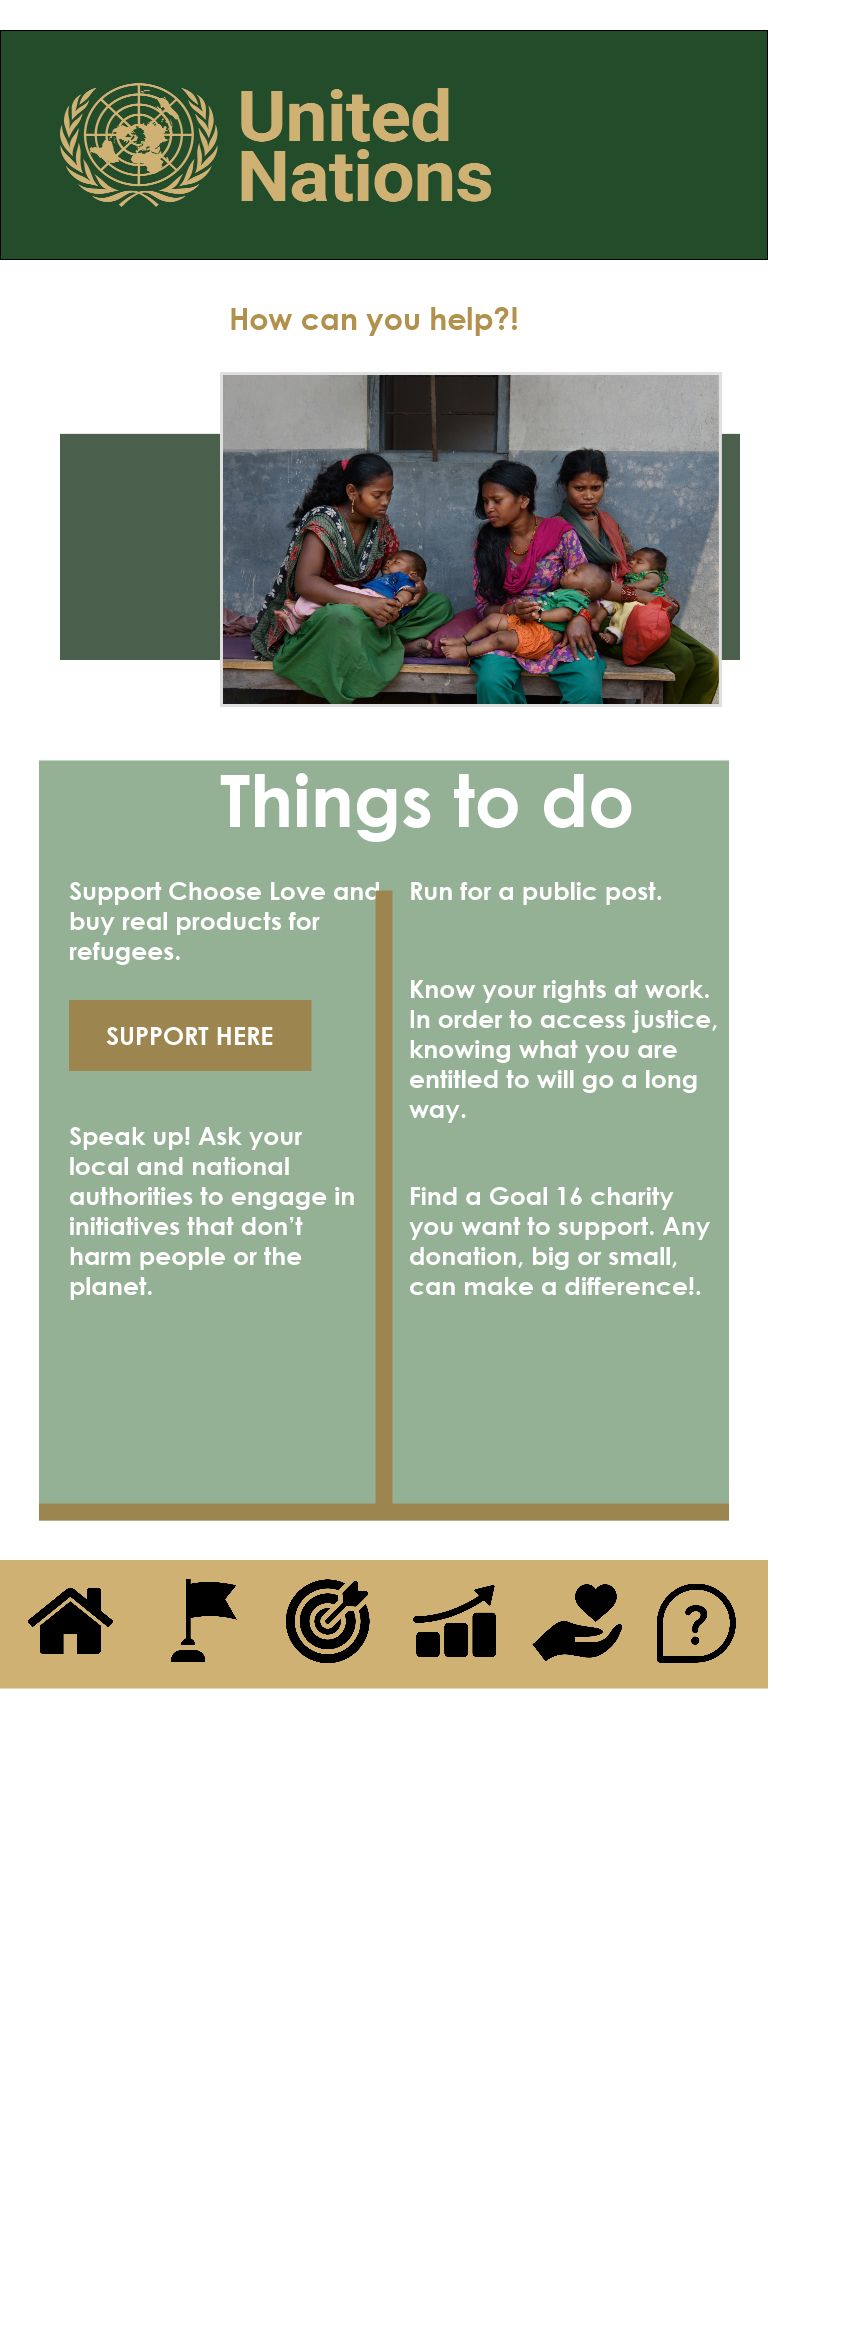 United
Nations
How can you help?!
Things to do
Support Choose Love and
buy real products for
refugees.
SUPPORT HERE
Speak up! Ask your
local and national
authorities to engage in
initiatives that don’t
harm people or the
planet.
Run for a public post.
Know your rights at work.
In order to access justice,
knowing what you are
entitled to will go a long
way.
Find a Goal 16 charity
you want to support. Any
donation, big or small,
can make a difference!.
?